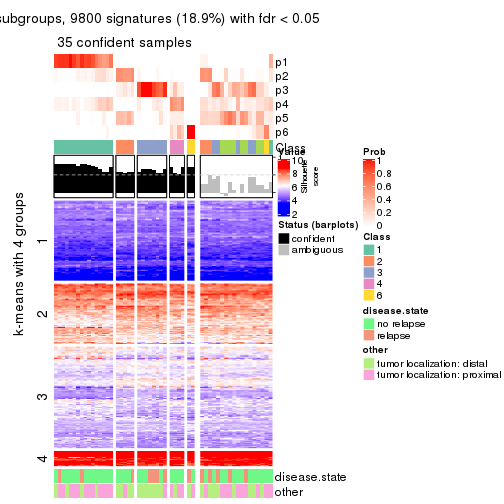 subgroups, 9800 signatures (18.9%) with fdr < 0.05
35 confident samples
p1
p2
p3
p4
p5
p6
Class
1
2
3
4
k-means with 4 groups
disease.state
other
Value
10
8
6
4
2
Silhouette
score
Status (barplots)
confident
ambiguous
Prob
1
0.8
0.6
0.4
0.2
0
Class
1
2
3
4
6
disease.state
no relapse
relapse
other
tumor localization: distal
tumor localization: proximal